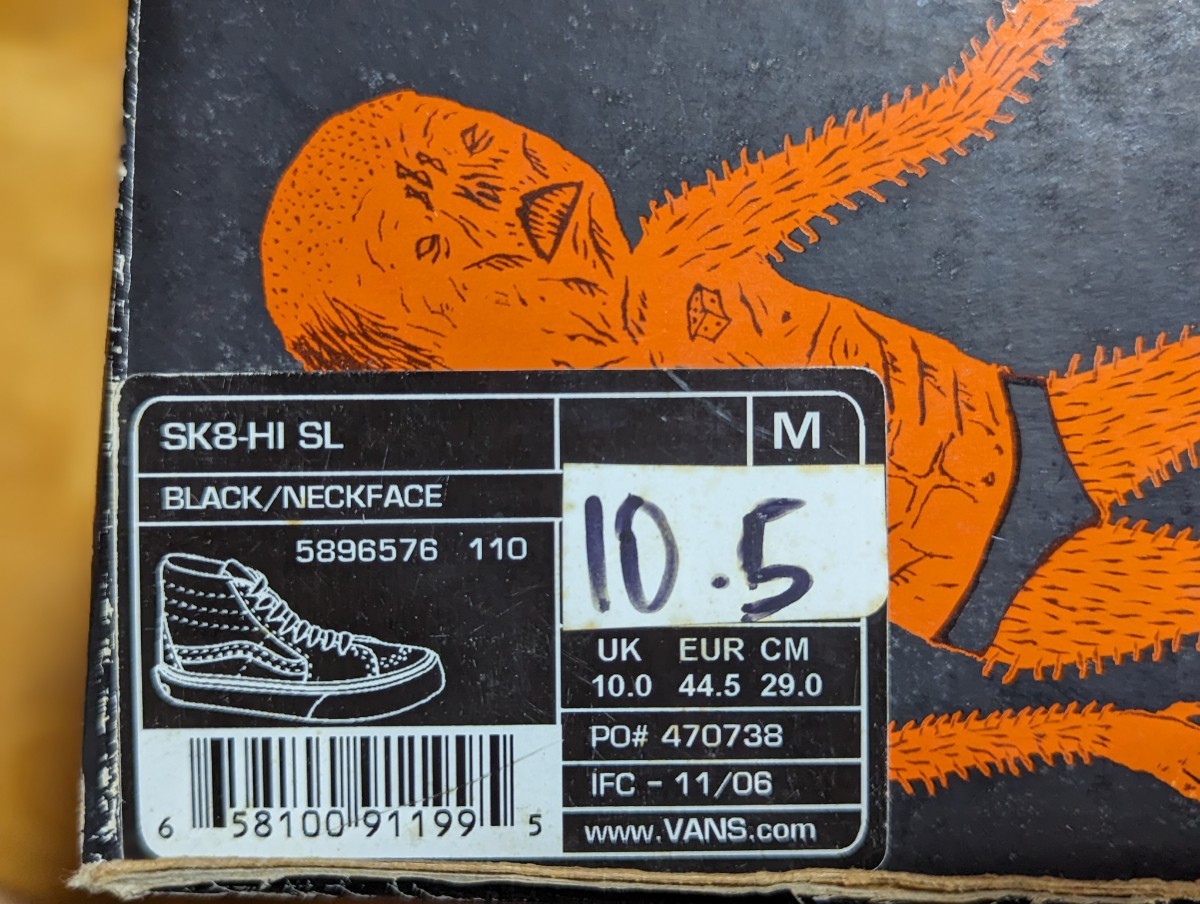 SK8-HI SL
M
BLACK/NECKFACE
10.5
5896576 110
UK EUR CM
10.0 44.5 29.0
PO# 470738
IFC - 11/06
www.VANS.com
6 58100 91199 5